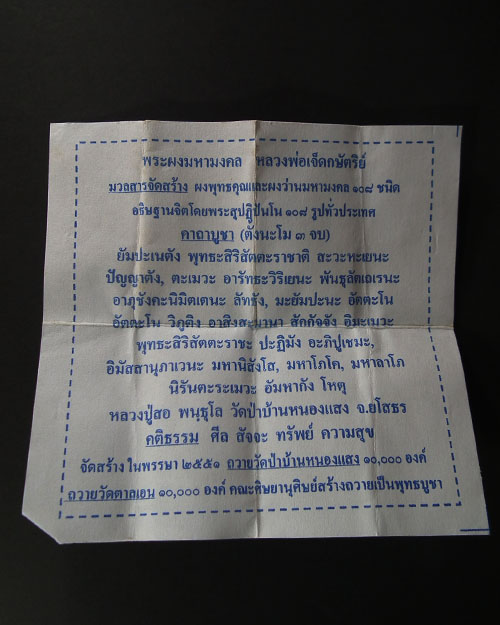 พระผงมหามงคล หลวงพ่อเจ็ดกษัตริย์
มวลสารจัดสร้าง ผงพุทธคุณและผงว่านมหามงคล ๑๐๘ ชนิด
อธิษฐานจิตโดยพระสุปฏิปันโน ๑๐๘ รูปทั่วประเทศ
คาถาบูชา (ตั้งนะโม ๓ จบ)
ยัมปะเนตัง พุทธะสิริสัตตะราชาติ สะวะหะเยนะ
ปัญญาตัง, ตะเมวะ อารัทธะวิริเยนะ พันธุลัตเถเรนะ
อาภุชังคะนิมิตเตนะ ลัทธัง, มะยัมปะนะ อัตตะโน
อัตตะโน วิภูติง อาสิงสะมานา สักกัจจัง อิมะเมวะ
พุทธะสิริสัตตะราชะ ปะฏิมัง อะภิปูเชมะ,
อิมัสสานุภาเวนะ มหานิสังโส, มหาโภโค, มหาลาโภ
นิรันตะระเมวะ อัมหากัง โหตุ
หลวงปู่สอ พนฺธุโล วัดป่าบ้านหนองแสง จ.ยโสธร
คติธรรม ศีล สัจจะ ทรัพย์ ความสุข
จัดสร้าง ในพรรษา ๒๕๕๑ ถวายวัดป่าบ้านหนองแสง ๑๐,๐๐๐ องค์
ถวายวัดตาลเอน ๑๐,๐๐๐ องค์ คณะศิษยานุศิษย์สร้างถวายเป็นพุทธบูชา